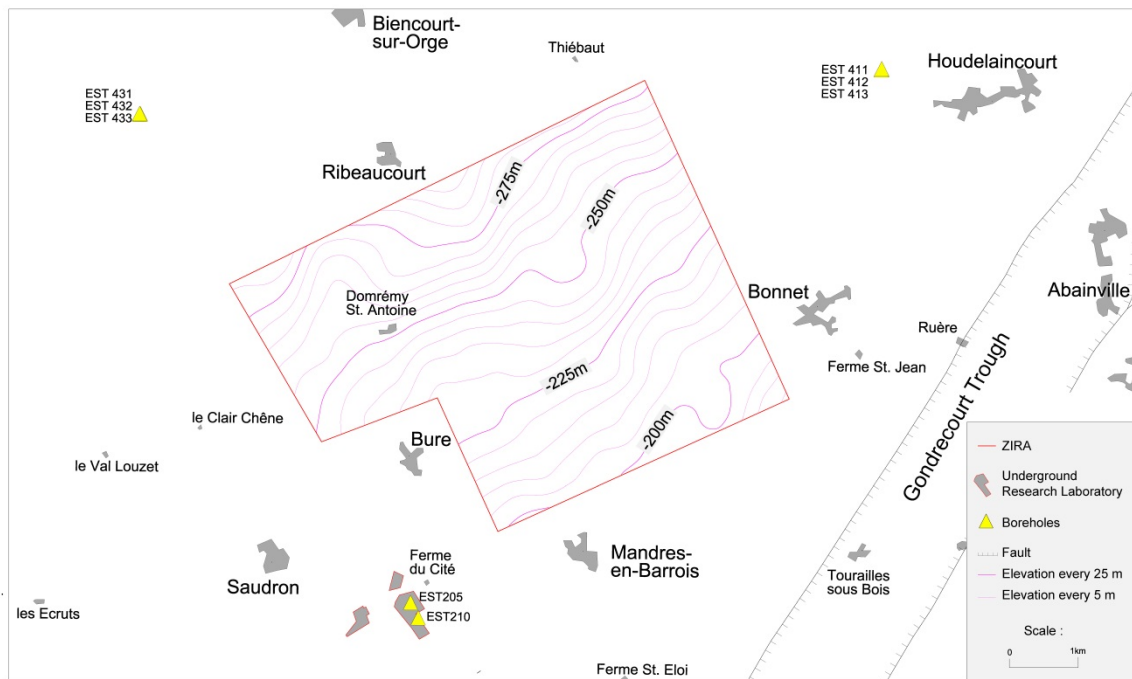 Biencourt-
sur-Orge
Thiébaut
Houdelaincourt
EST 411
EST 412
EST 413
EST 431
EST 432
EST 433
Ribeaucourt
-275m
-250m
Domrémy
St. Antoine
Bonnet
Abainville
Ruère
Ferme St. Jean
-225m
-200m
Gondrecourt Trough
le Clair Chêne
Bure
le Val Louzet
Saudron
Ferme
du Cité
Mandres-
en-Barrois
Tourailles
sous Bois
EST205
EST210
les Ecruts
Ferme St. Eloi
ZIRA
Underground
Research Laboratory
Boreholes
Fault
Elevation every 25 m
Elevation every 5 m
Scale :
0 1km